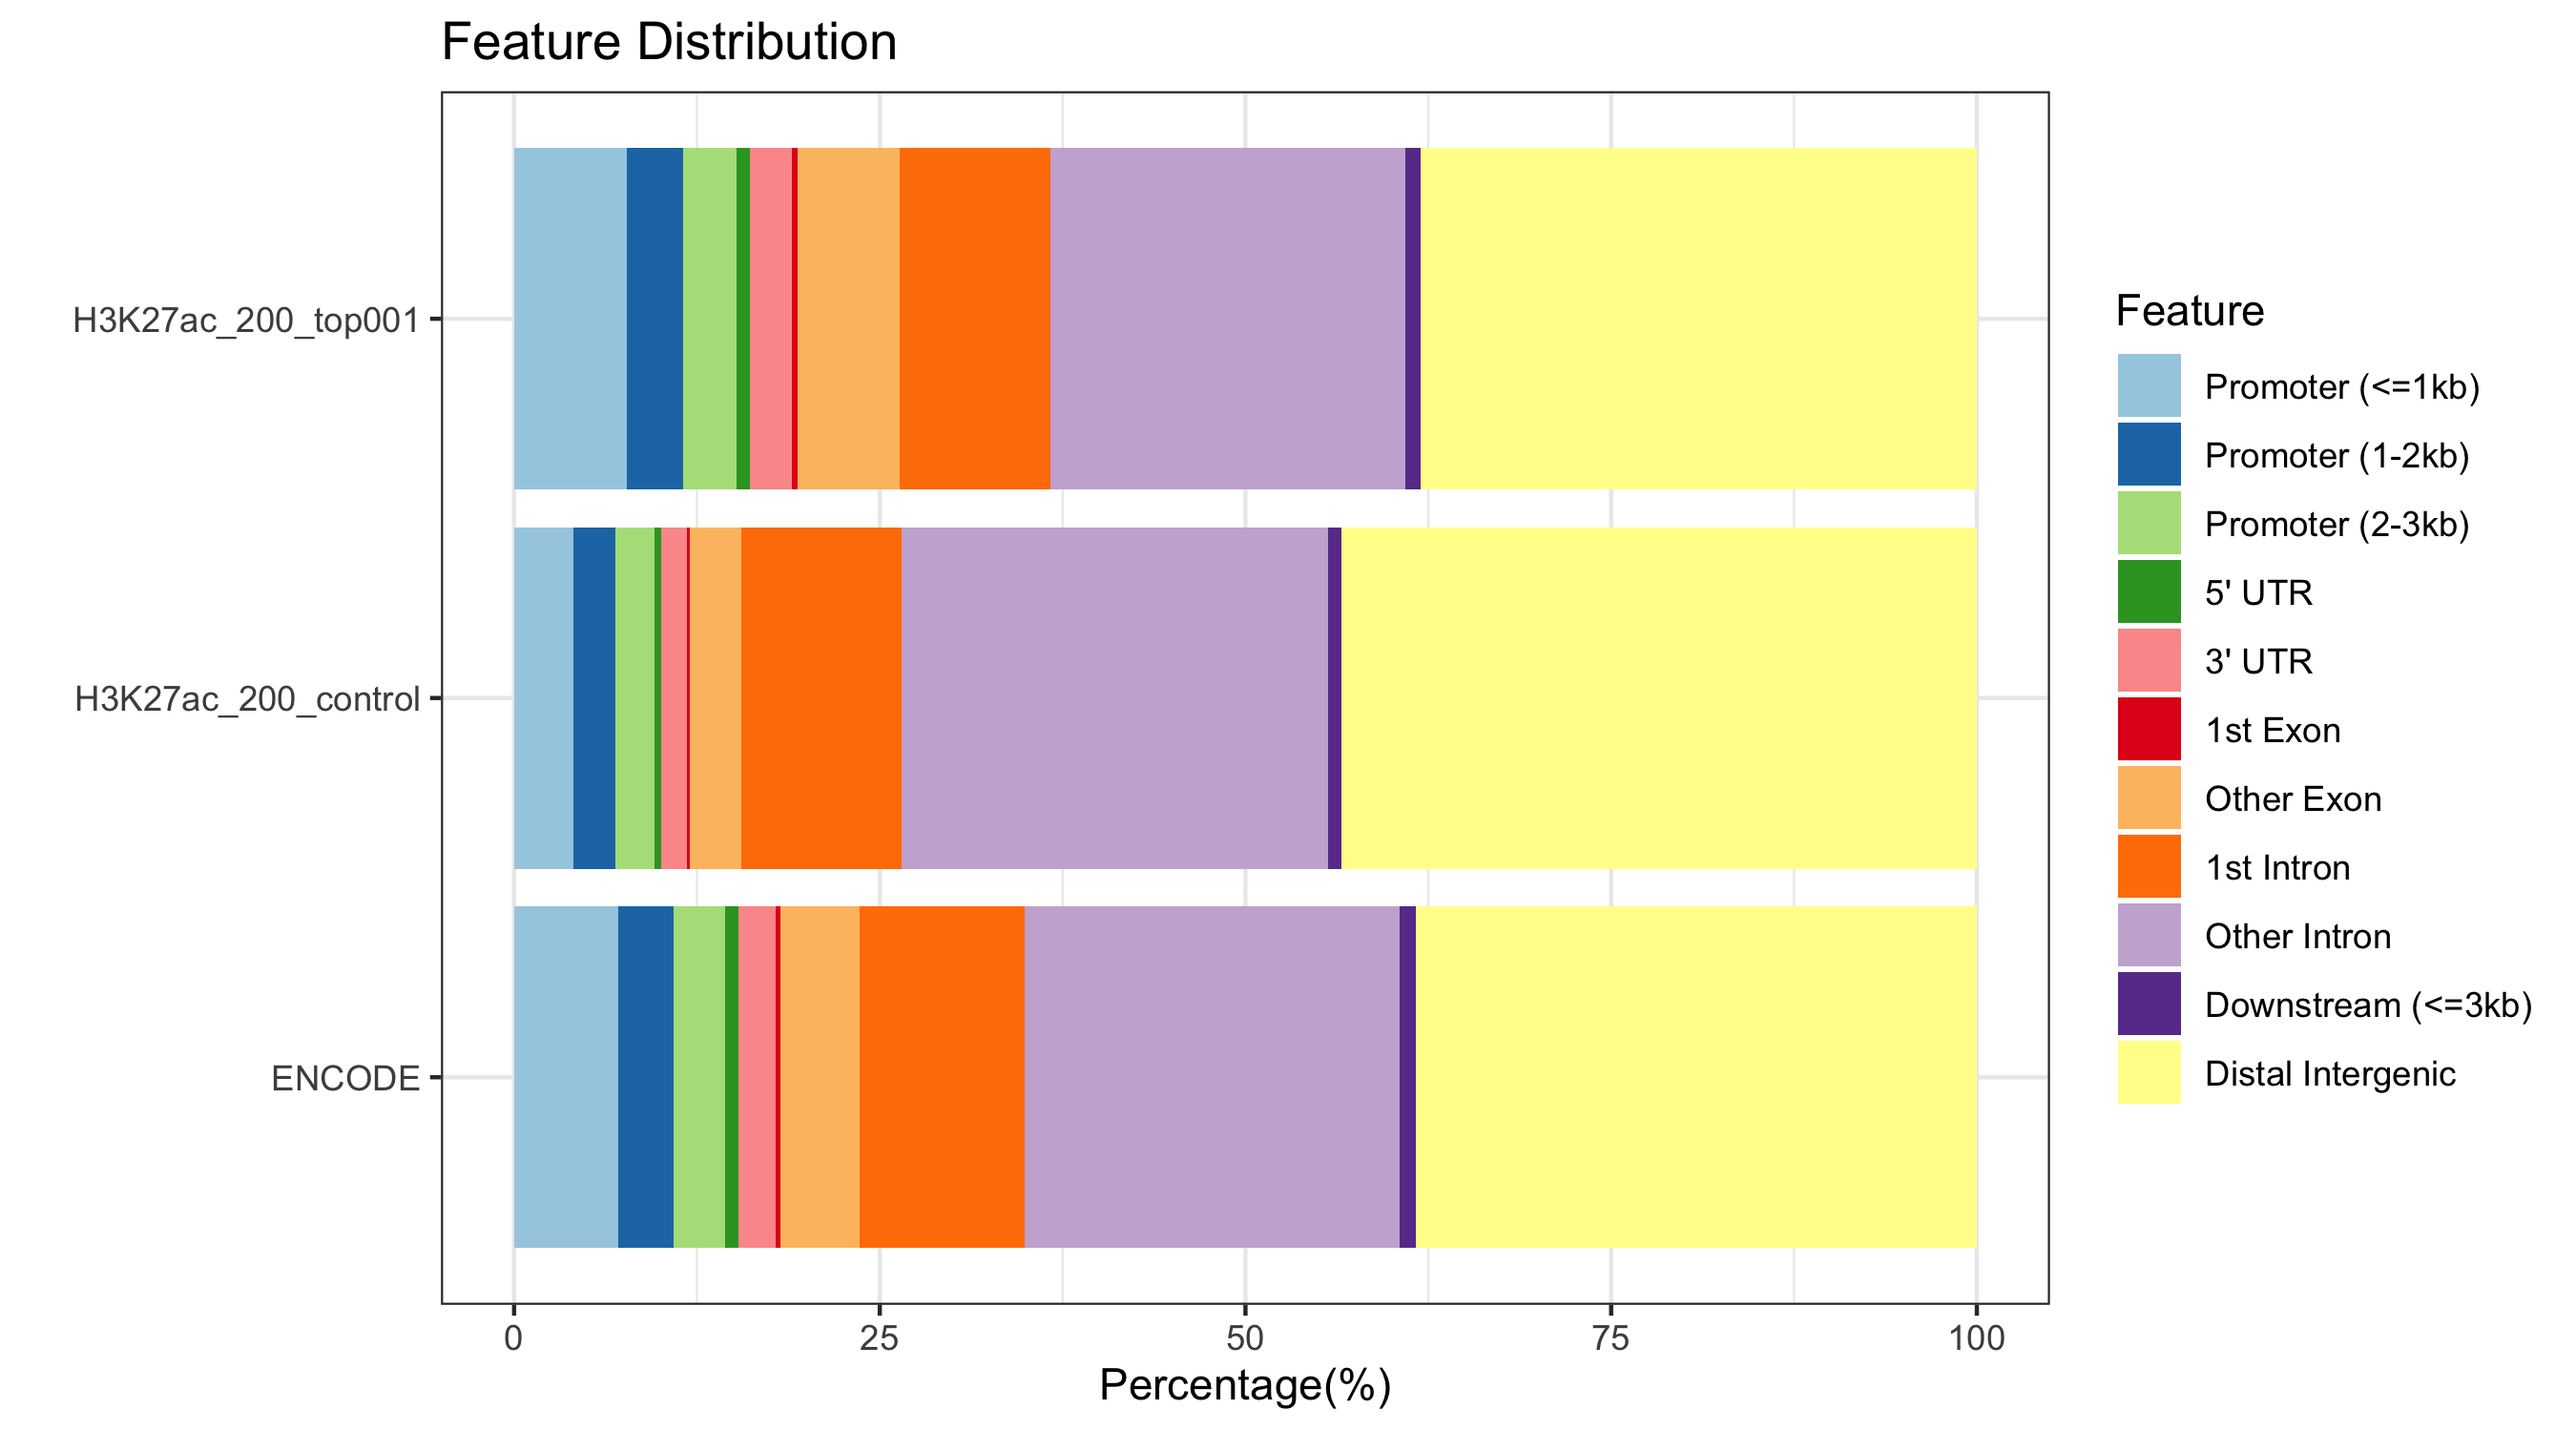 Feature Distribution
H3K27ac_200_top001
H3K27ac_200_control
ENCODE
0
25
50
75
100
Percentage(%)
Feature
Promoter (<=1kb)
Promoter (1-2kb)
Promoter (2-3kb)
5' UTR
3' UTR
1st Exon
Other Exon
1st Intron
Other Intron
Downstream (<=3kb)
Distal Intergenic